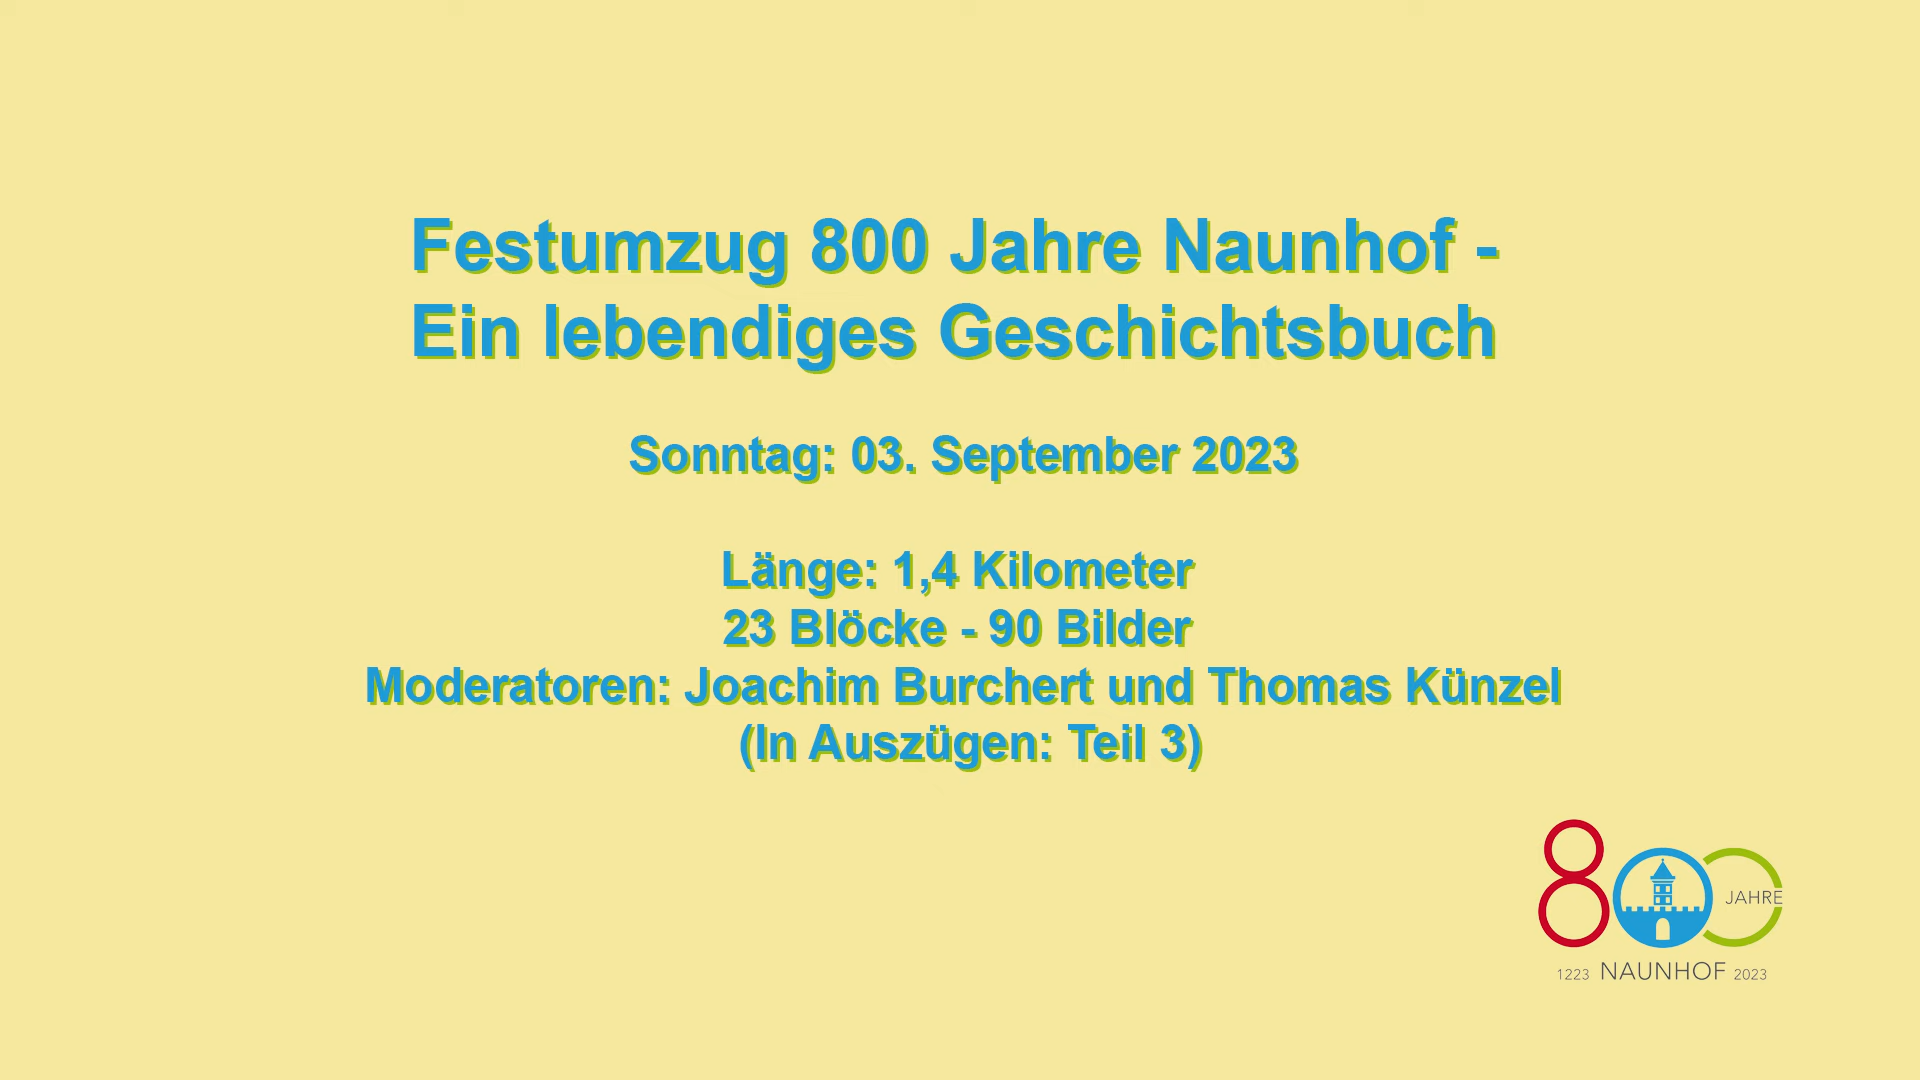 Festumzug 800 Jahre Naunhof -
Ein lebendiges Geschichtsbuch
Sonntag: 03. September 2023
Länge: 1,4 Kilometer
23 Blöcke - 90 Bilder
Moderatoren: Joachim Burchert und Thomas Künzel
(In Auszügen: Teil 3)
800 JAHRE
1223 NAUNHOF 2023